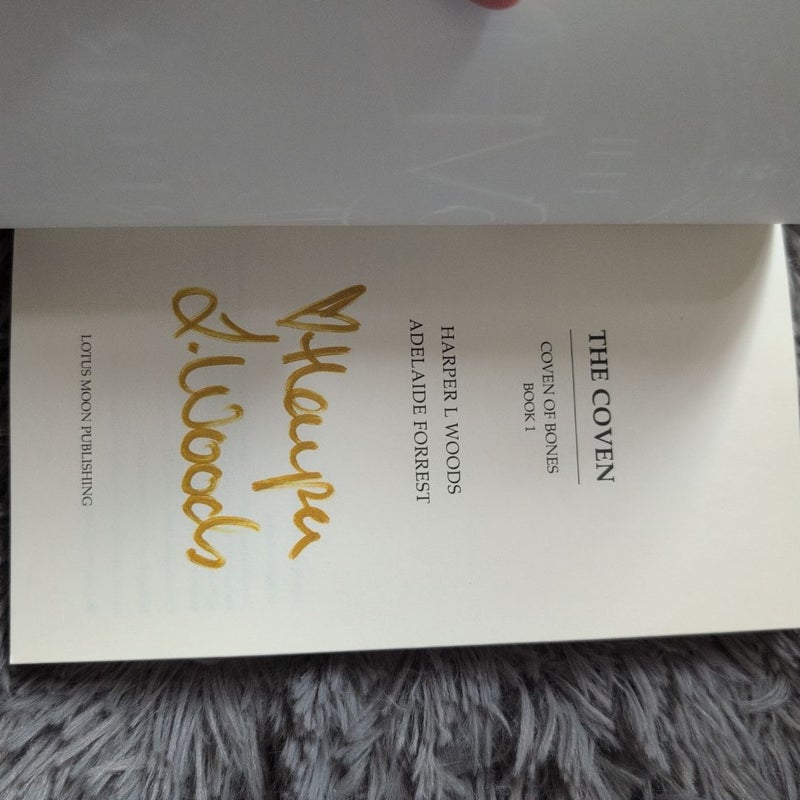 THE COVEN
COVEN OF BONES
BOOK 1
HARPER L WOODS
ADELAIDE FORREST
♡Harper
L.Woods
LOTUS MOON PUBLISHING